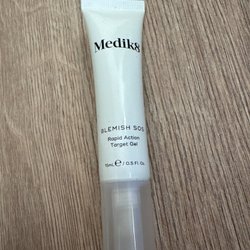 Medik8
BLEMISH SOS
Rapid Action
Target Gel
15mL ℮ / 0.5 Fl. Oz.